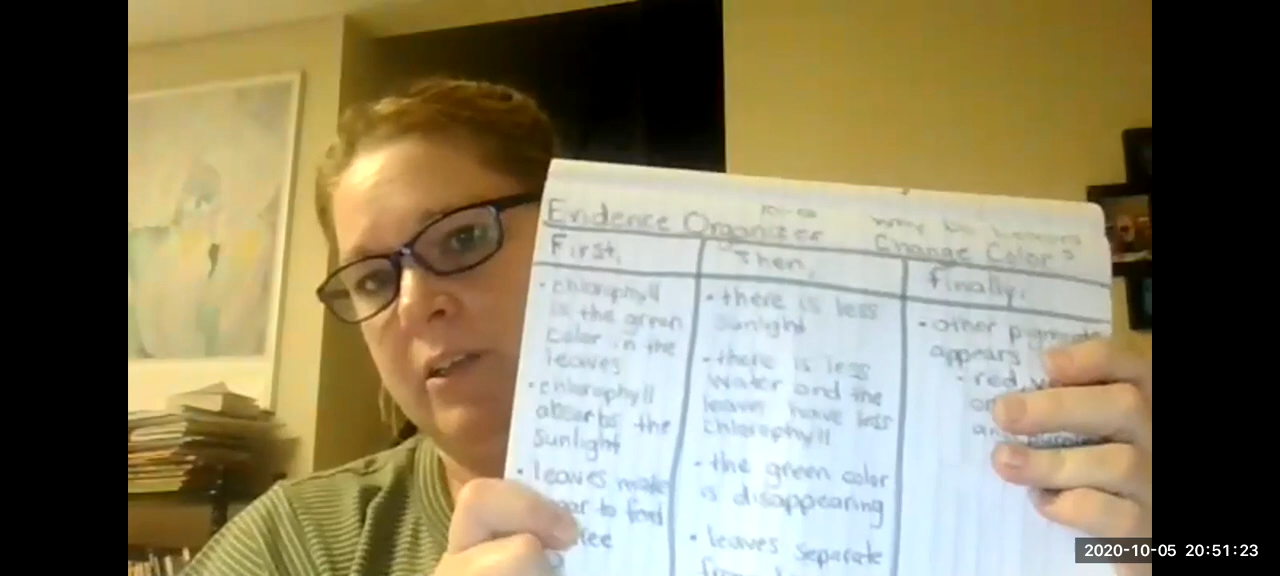 Evidence Organizer
Why Do Leaves
Change Color?
First,
• chlorophyll
is the green
color in the
leaves
• chlorophyll
absorbs the
sunlight
• leaves make
to feed
Then,
• there is less
sunlight
• there is less
water and the
leaves have less
chlorophyll
• the green color
is disappearing
• leaves separate
Finally,
• other pigments
appears
- red,
2020-10-05 20:51:23